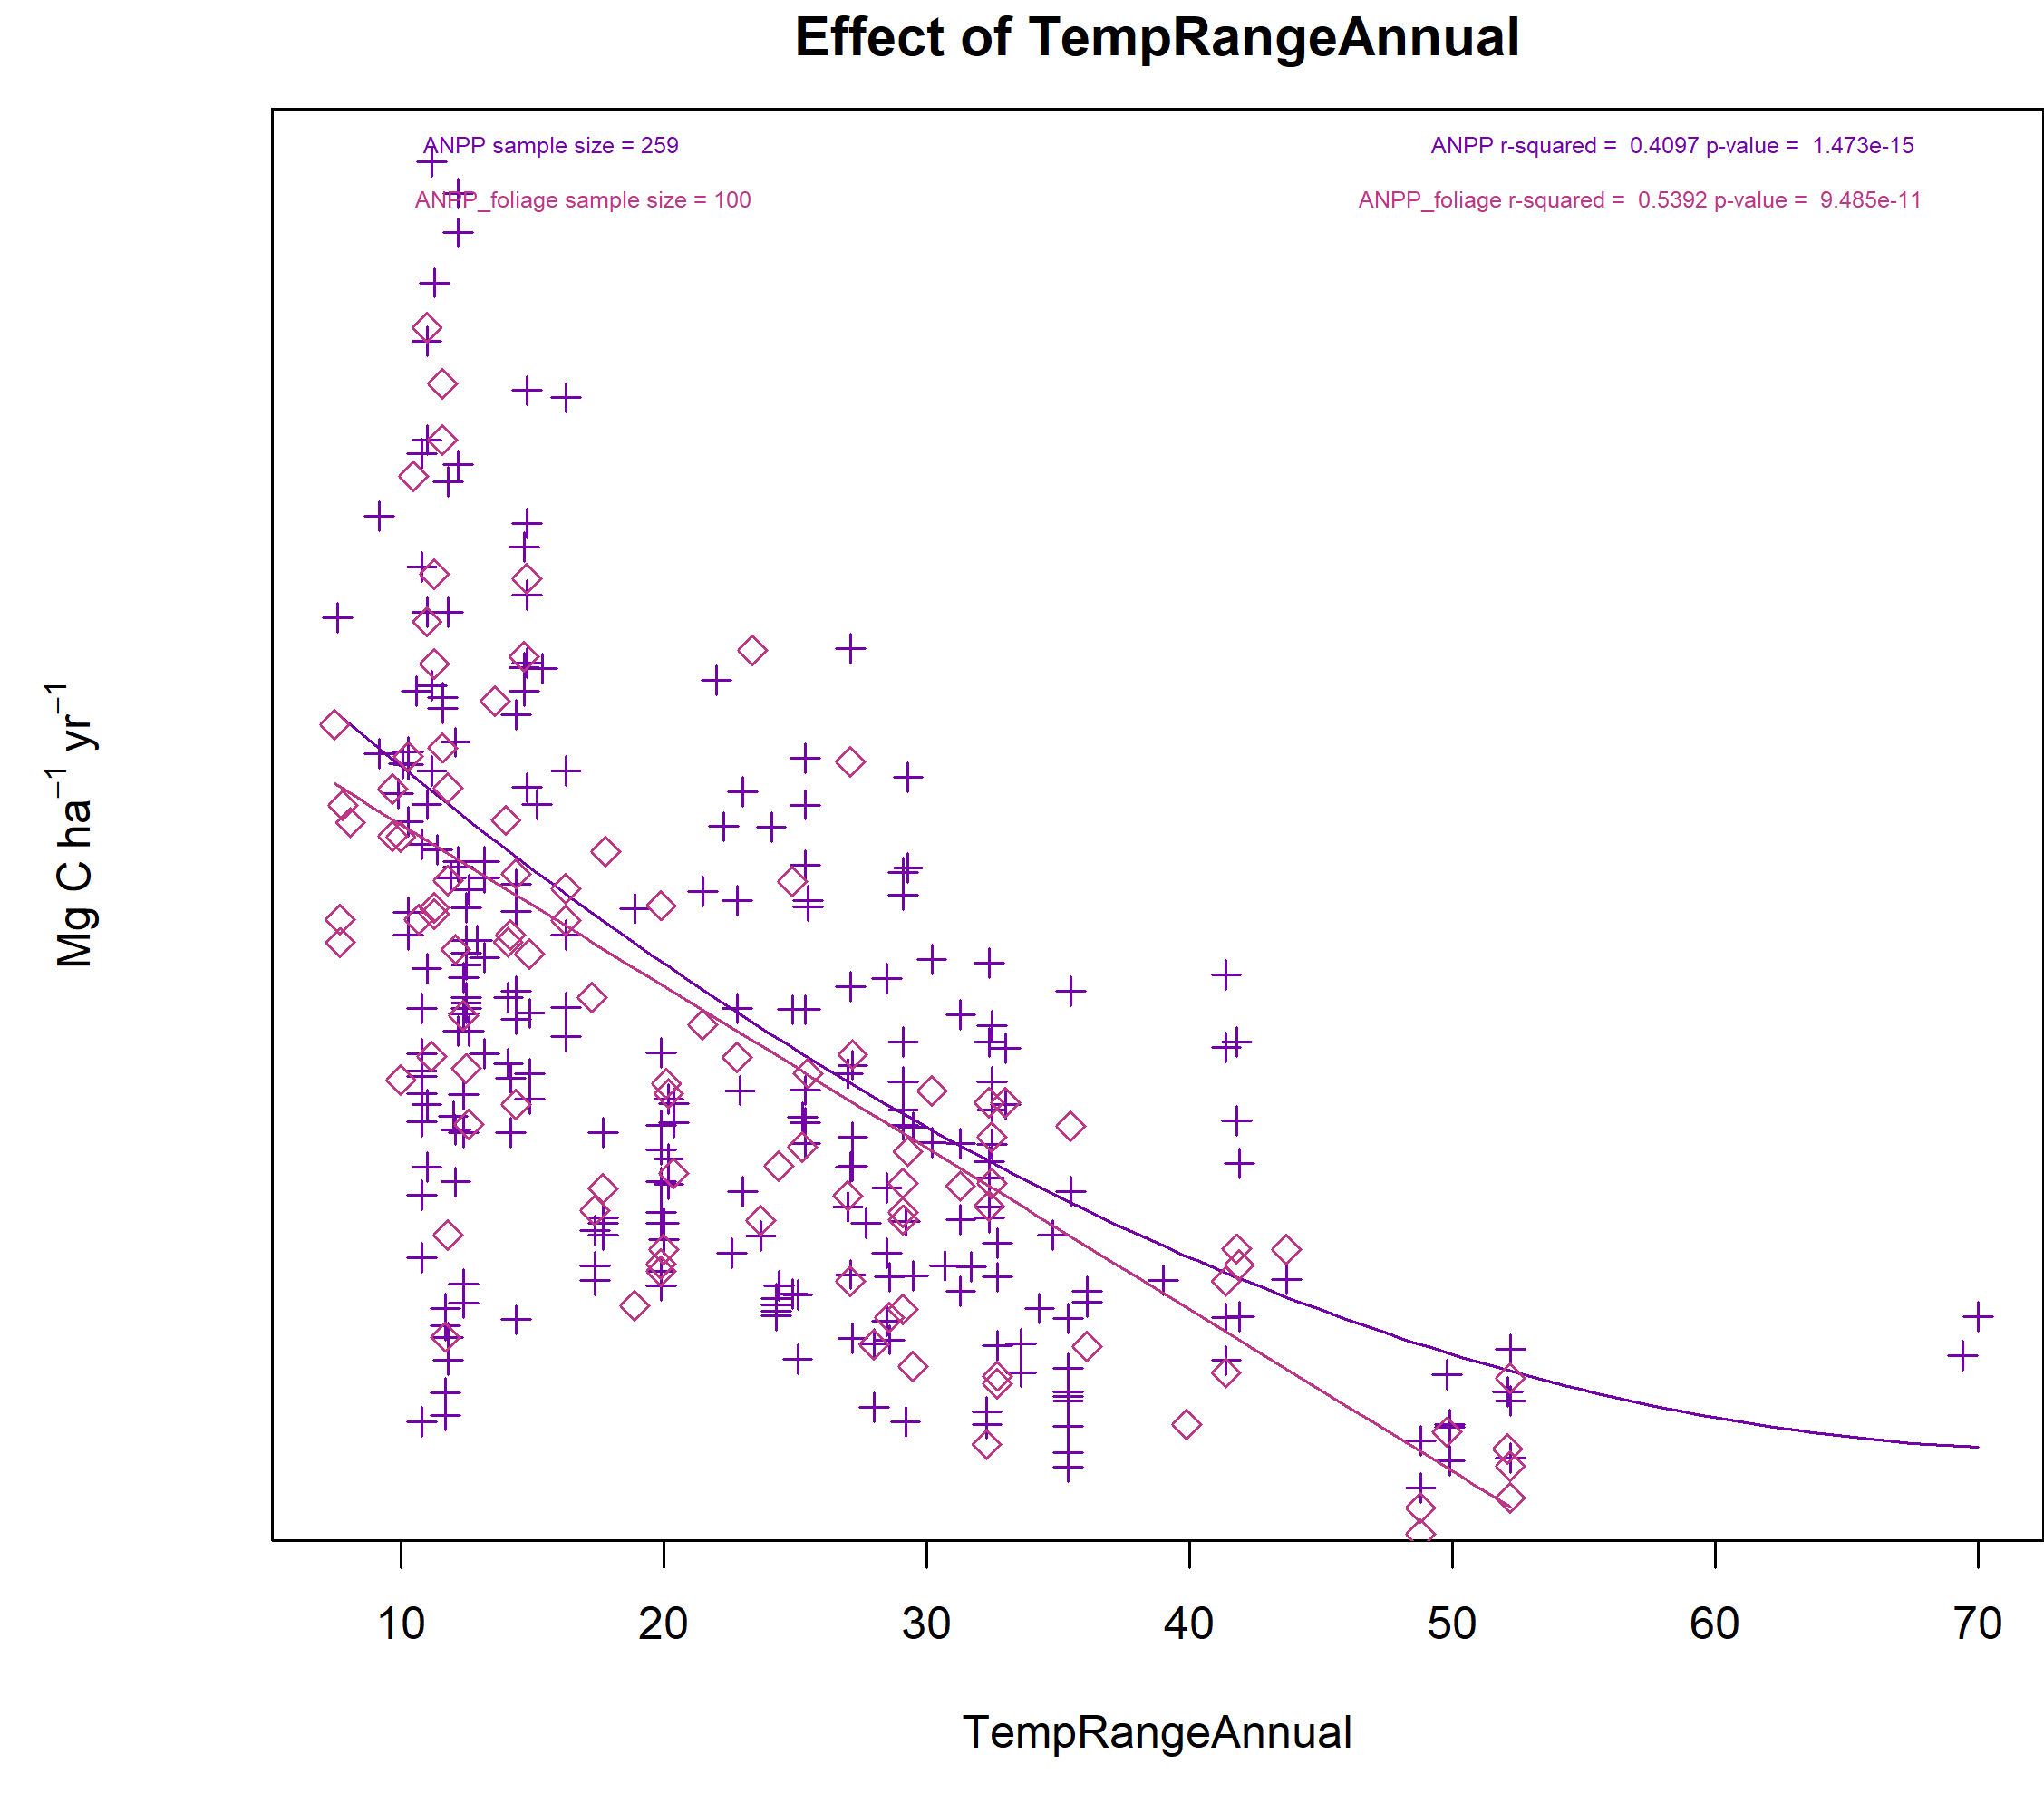 Effect of TempRangeAnnual
ANPP sample size = 259
ANPP r-squared = 0.4097 p-value = 1.473e-15
ANPP_foliage sample size = 100
ANPP_foliage r-squared = 0.5392 p-value = 9.485e-11
Mg C ha⁻¹ yr⁻¹
10 20 30 40 50 60 70
TempRangeAnnual